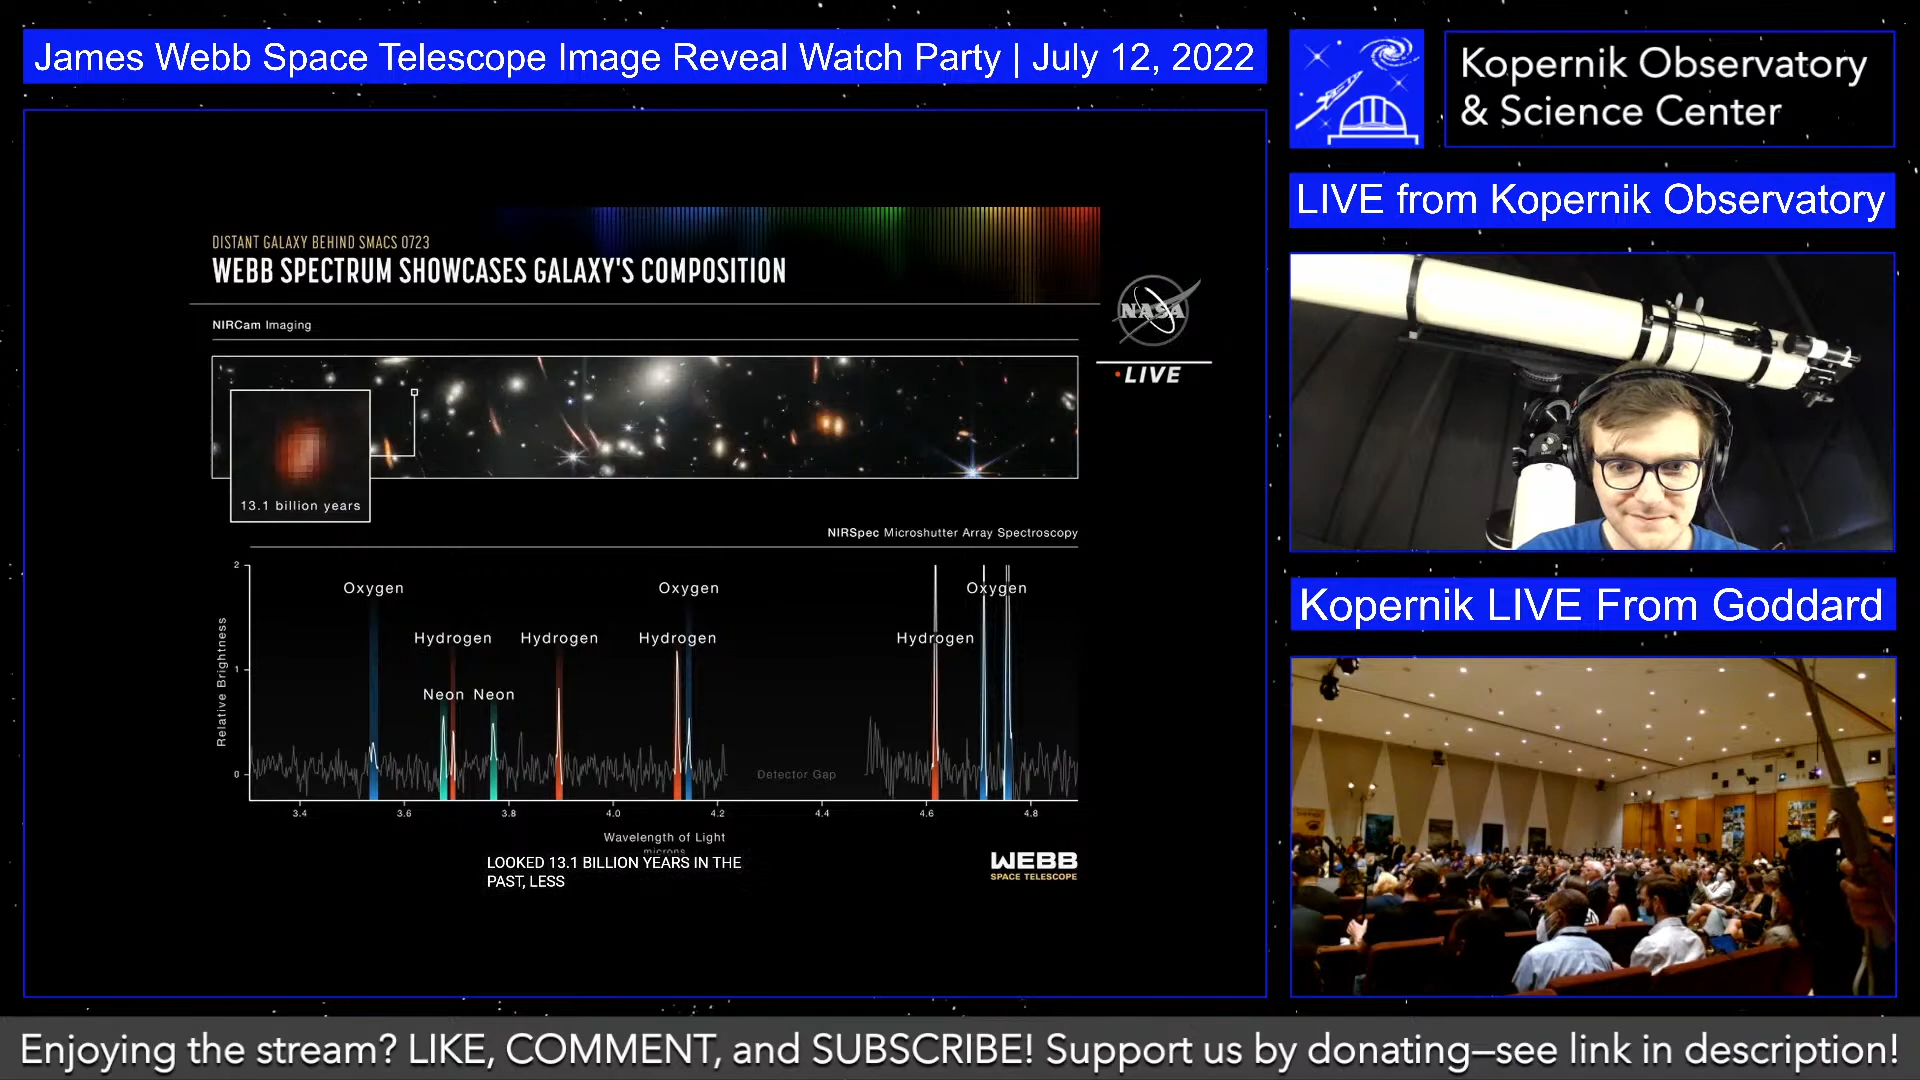 James Webb Space Telescope Image Reveal Watch Party | July 12, 2022
Kopernik Observatory
& Science Center
LIVE from Kopernik Observatory
DISTANT GALAXY BEHIND SMACS 0723
WEBB SPECTRUM SHOWCASES GALAXY'S COMPOSITION
NASA
LIVE
NIRCam Imaging
13.1 billion years
NIRSpec Microshutter Array Spectroscopy
Kopernik LIVE From Goddard
2
Oxygen Oxygen Oxygen
Hydrogen Hydrogen Hydrogen Hydrogen
Relative Brightness
1
Neon Neon
0
Detector Gap
3.4 3.6 3.8 4.0 4.2 4.4 4.6 4.8
Wavelength of Light
microns
LOOKED 13.1 BILLION YEARS IN THE
PAST, LESS
WEBB
SPACE TELESCOPE
Enjoying the stream? LIKE, COMMENT, and SUBSCRIBE! Support us by donating—see link in description!